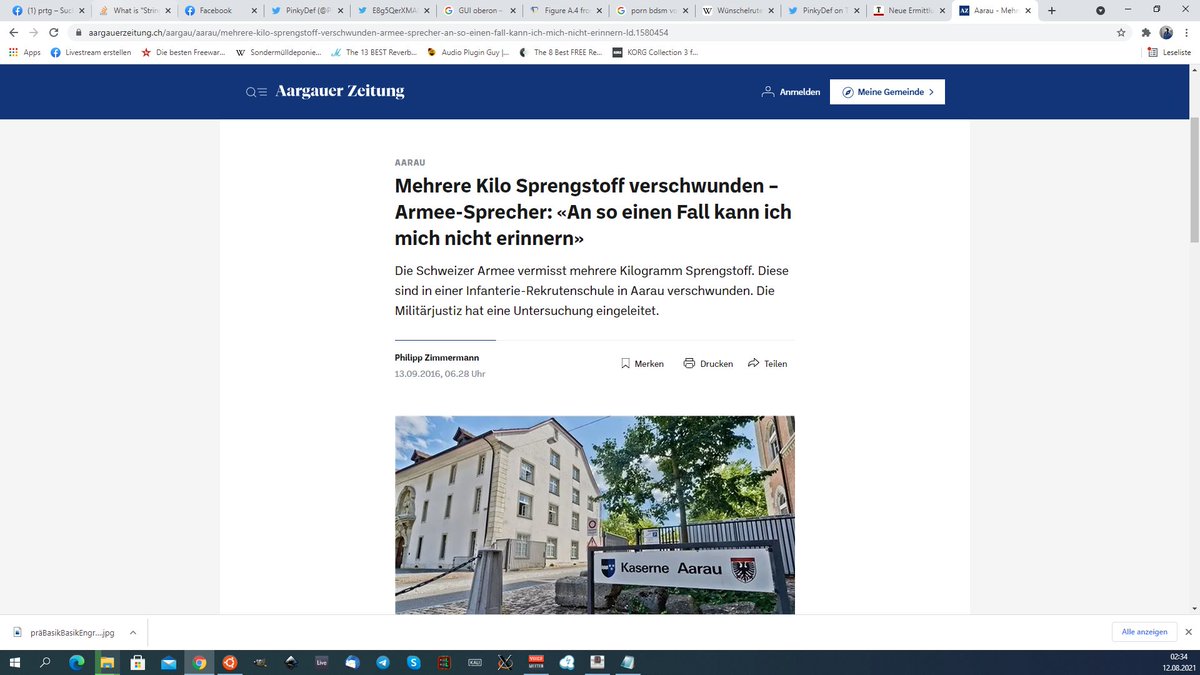 (1) prtg – Suc
What is "Strin
Facebook
PinkyDef (@P
E8g5QerXMA
GUI oberon –
Figure A.4 fro
porn bdsm vo
Wünschelrute
PinkyDef on T
Neue Ermittlu
Aarau - Mehr
aargauerzeitung.ch/aargau/aarau/mehrere-kilo-sprengstoff-verschwunden-armee-sprecher-an-so-einen-fall-kann-ich-mich-nicht-erinnern-ld.1580454
Apps
Livestream erstellen
Die besten Freewar...
Sondermülldeponie...
The 13 BEST Reverb...
Audio Plugin Guy |...
The 8 Best FREE Re...
KORG Collection 3 f...
Leseliste
Aargauer Zeitung
Anmelden
Meine Gemeinde
AARAU
Mehrere Kilo Sprengstoff verschwunden –
Armee-Sprecher: «An so einen Fall kann ich
mich nicht erinnern»
Die Schweizer Armee vermisst mehrere Kilogramm Sprengstoff. Diese
sind in einer Infanterie-Rekrutenschule in Aarau verschwunden. Die
Militärjustiz hat eine Untersuchung eingeleitet.
Philipp Zimmermann
13.09.2016, 06.28 Uhr
Merken
Drucken
Teilen
Kaserne Aarau
präBasikBasikEngr....jpg
Alle anzeigen
Live
02:34
12.08.2021